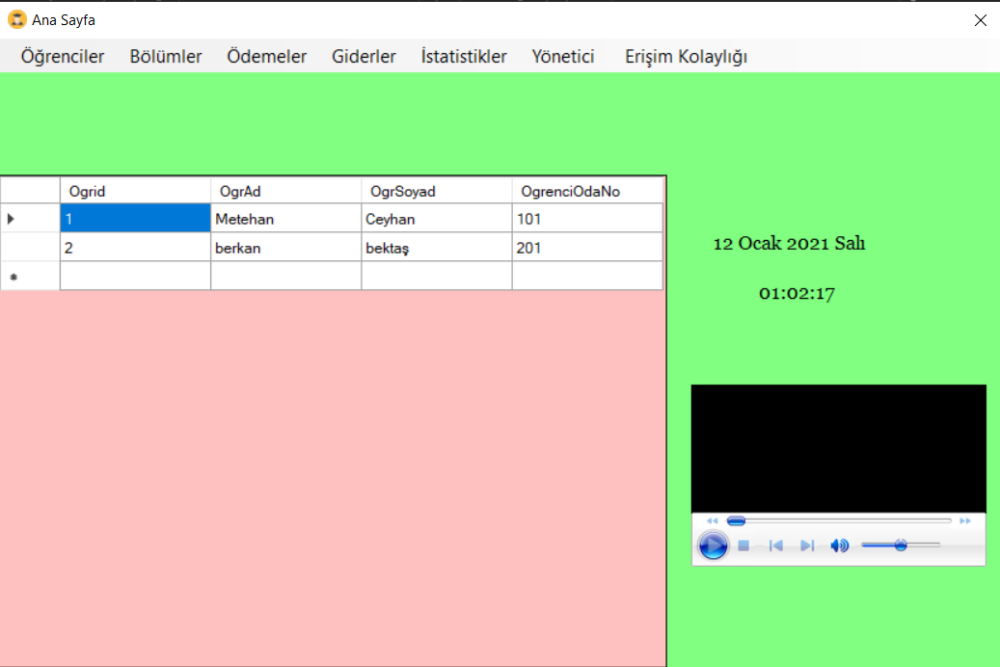 Ana Sayfa
Öğrenciler Bölümler Ödemeler Giderler İstatistikler Yönetici Erişim Kolaylığı
Ogrid OgrAd OgrSoyad OgrenciOdaNo
1 Metehan Ceyhan 101
2 berkan bektaş 201
12 Ocak 2021 Salı
01:02:17